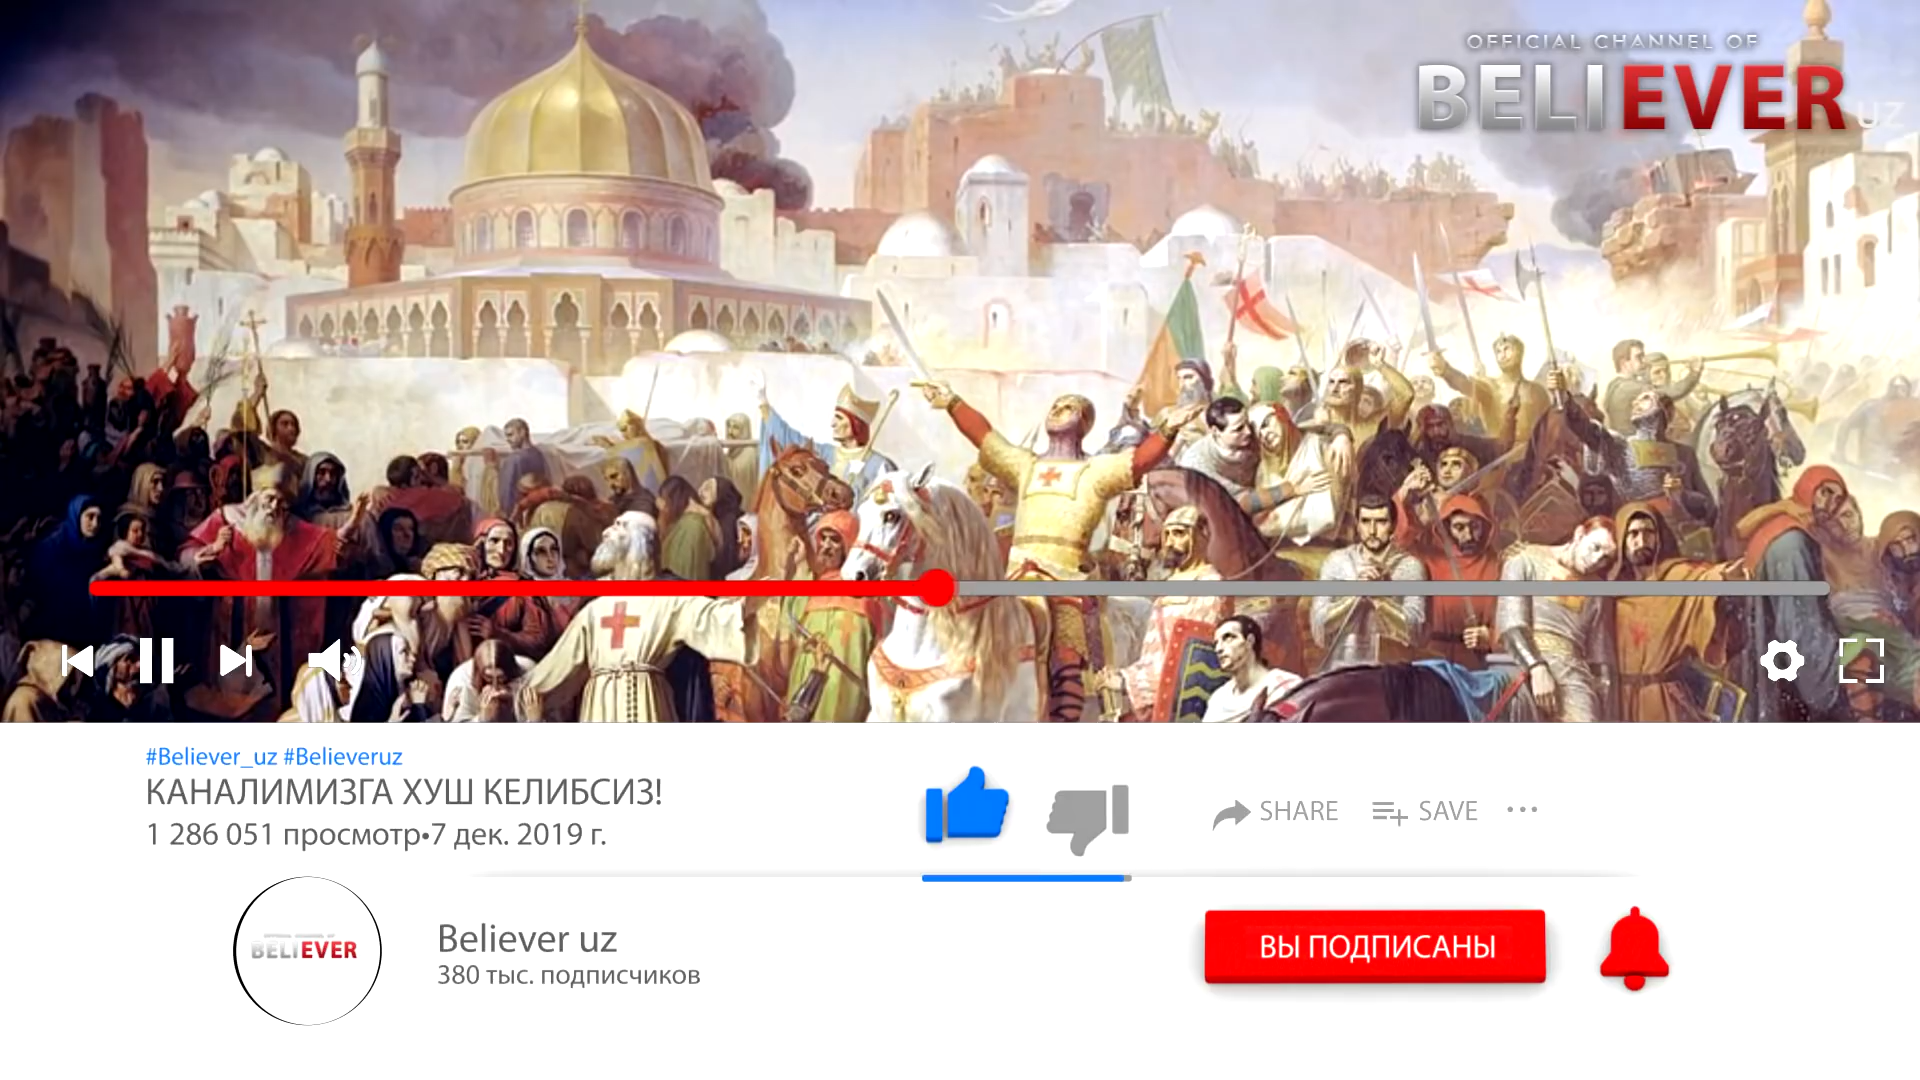 OFFICIAL CHANNEL OF
BELIEVER UZ
#Believer_uz #Believeruz
КАНАЛИМИЗГА ХУШ КЕЛИБСИЗ!
1 286 051 просмотр•7 дек. 2019 г.
SHARE
SAVE
BELIEVER
Believer uz
380 тыс. подписчиков
ВЫ ПОДПИСАНЫ